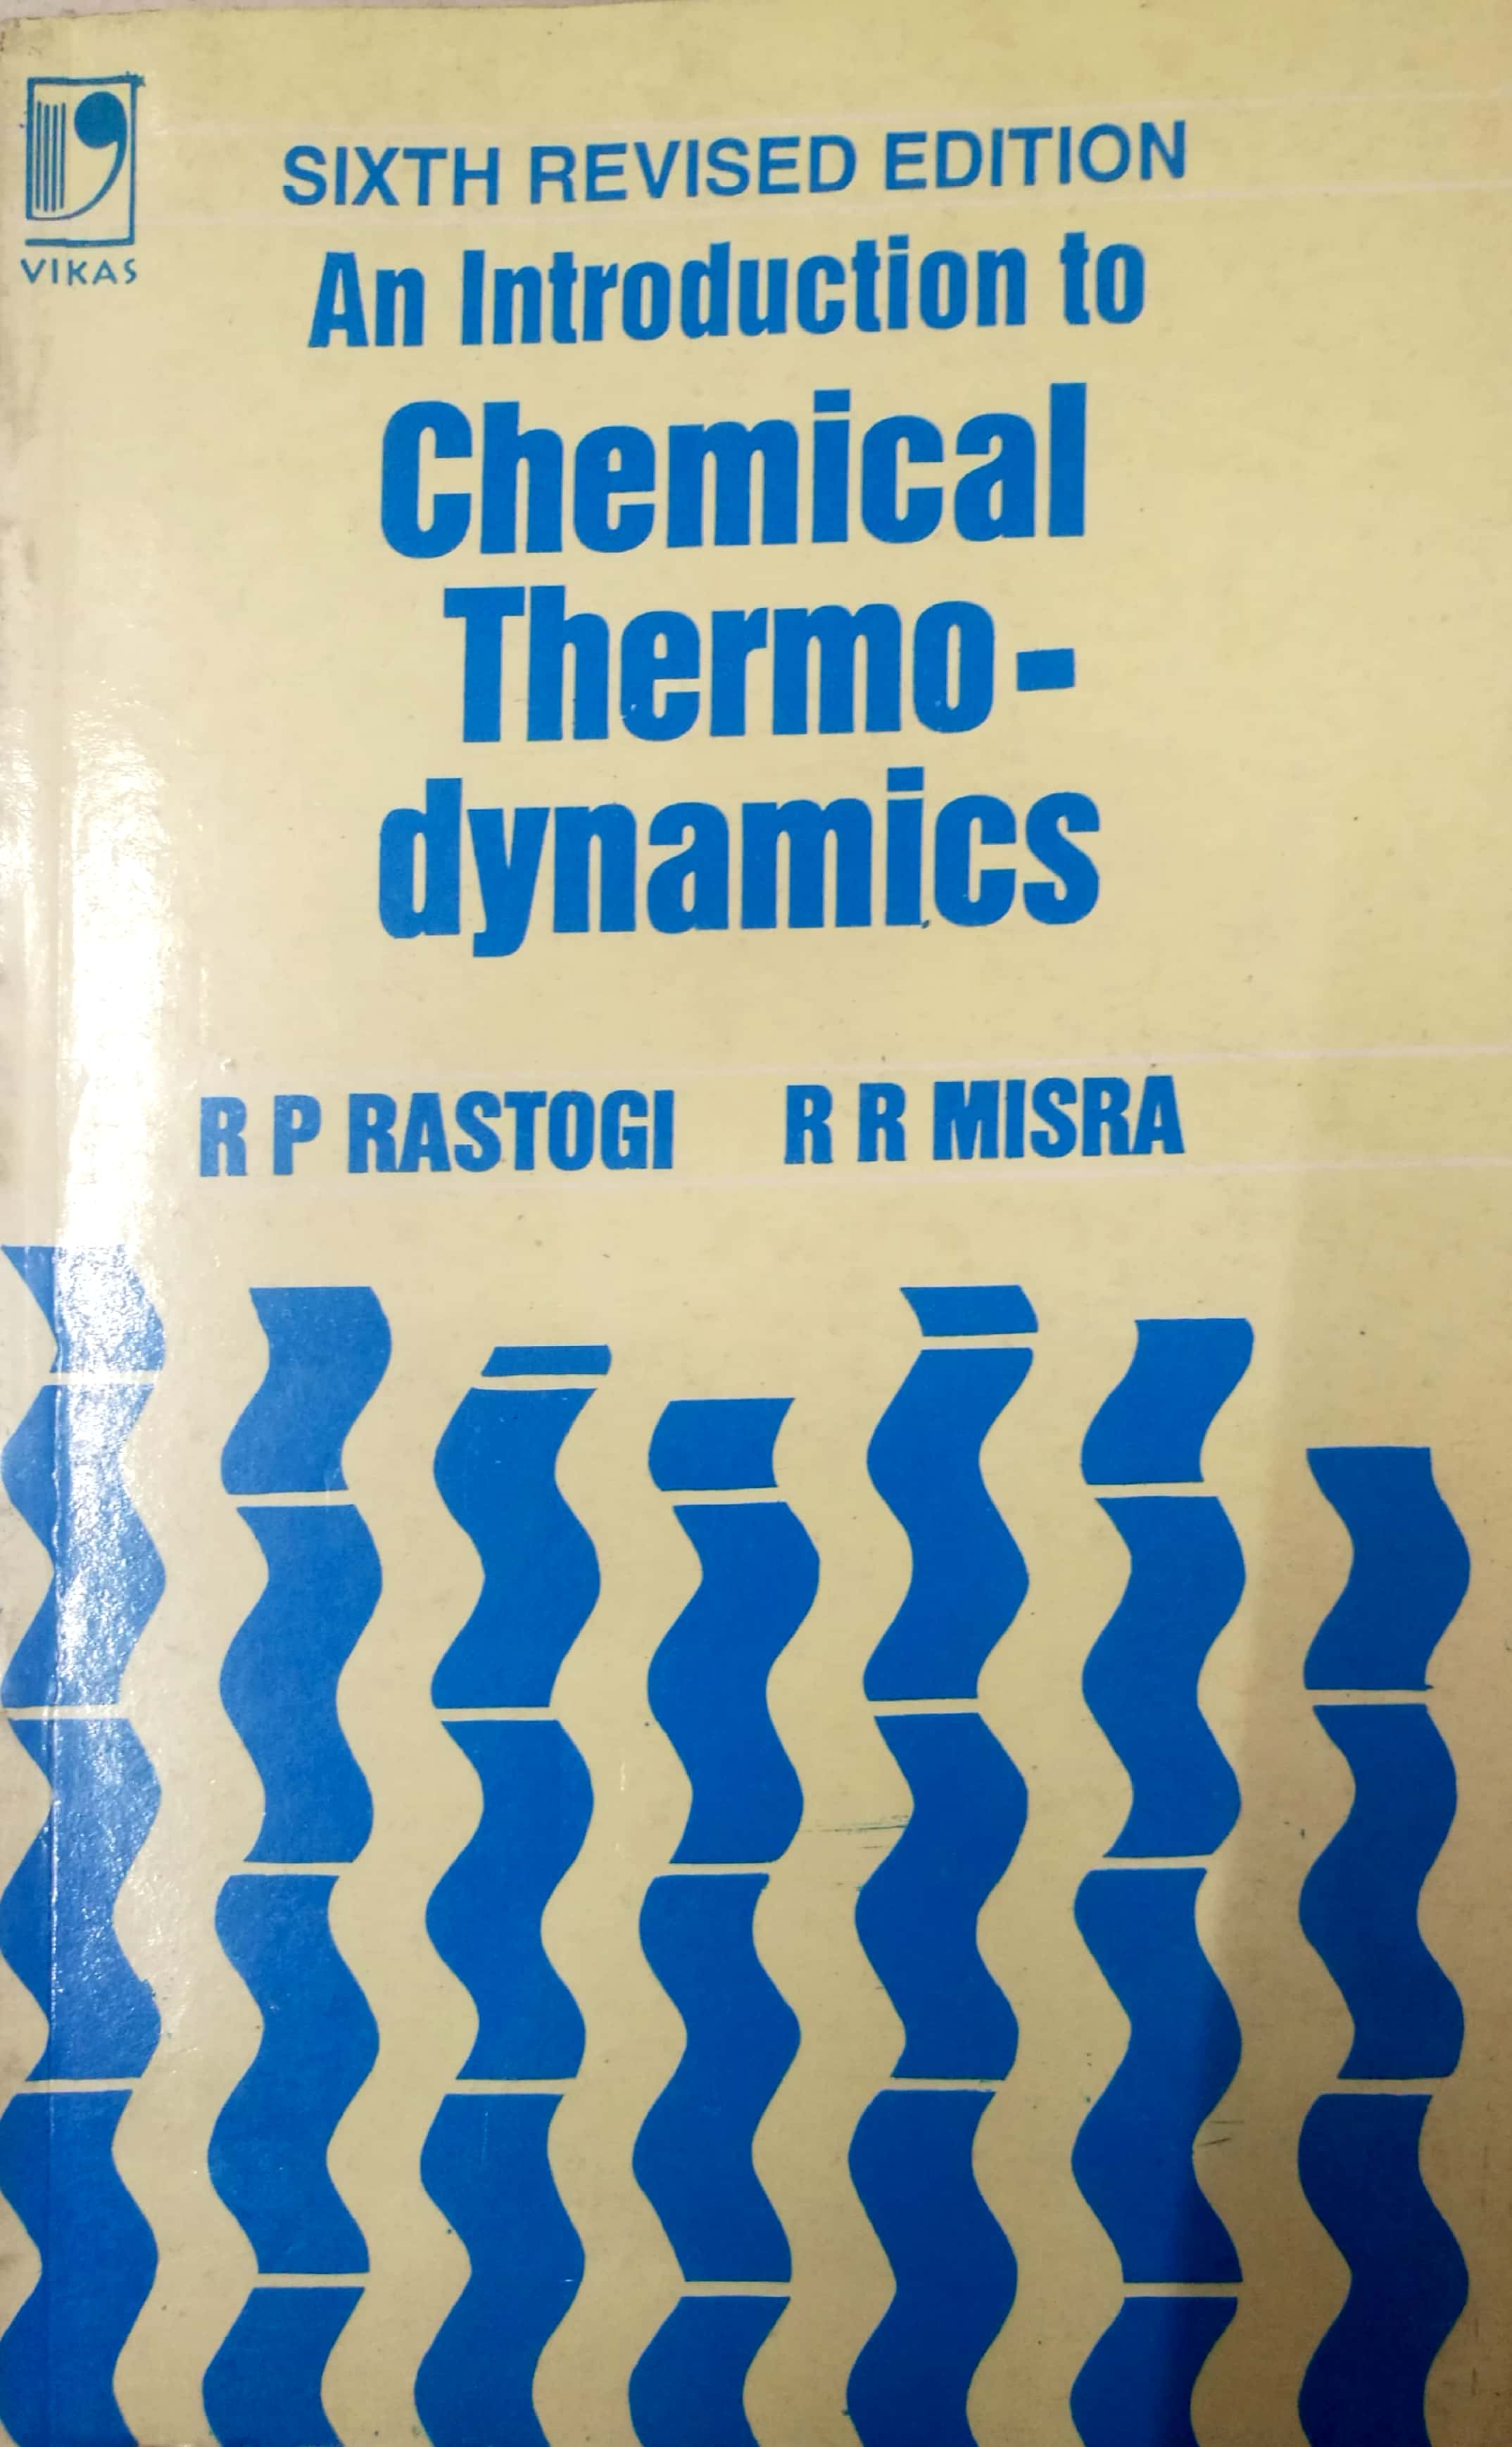 VIKAS
SIXTH REVISED EDITION
An Introduction to
Chemical
Thermo-
dynamics
R P RASTOGI R R MISRA